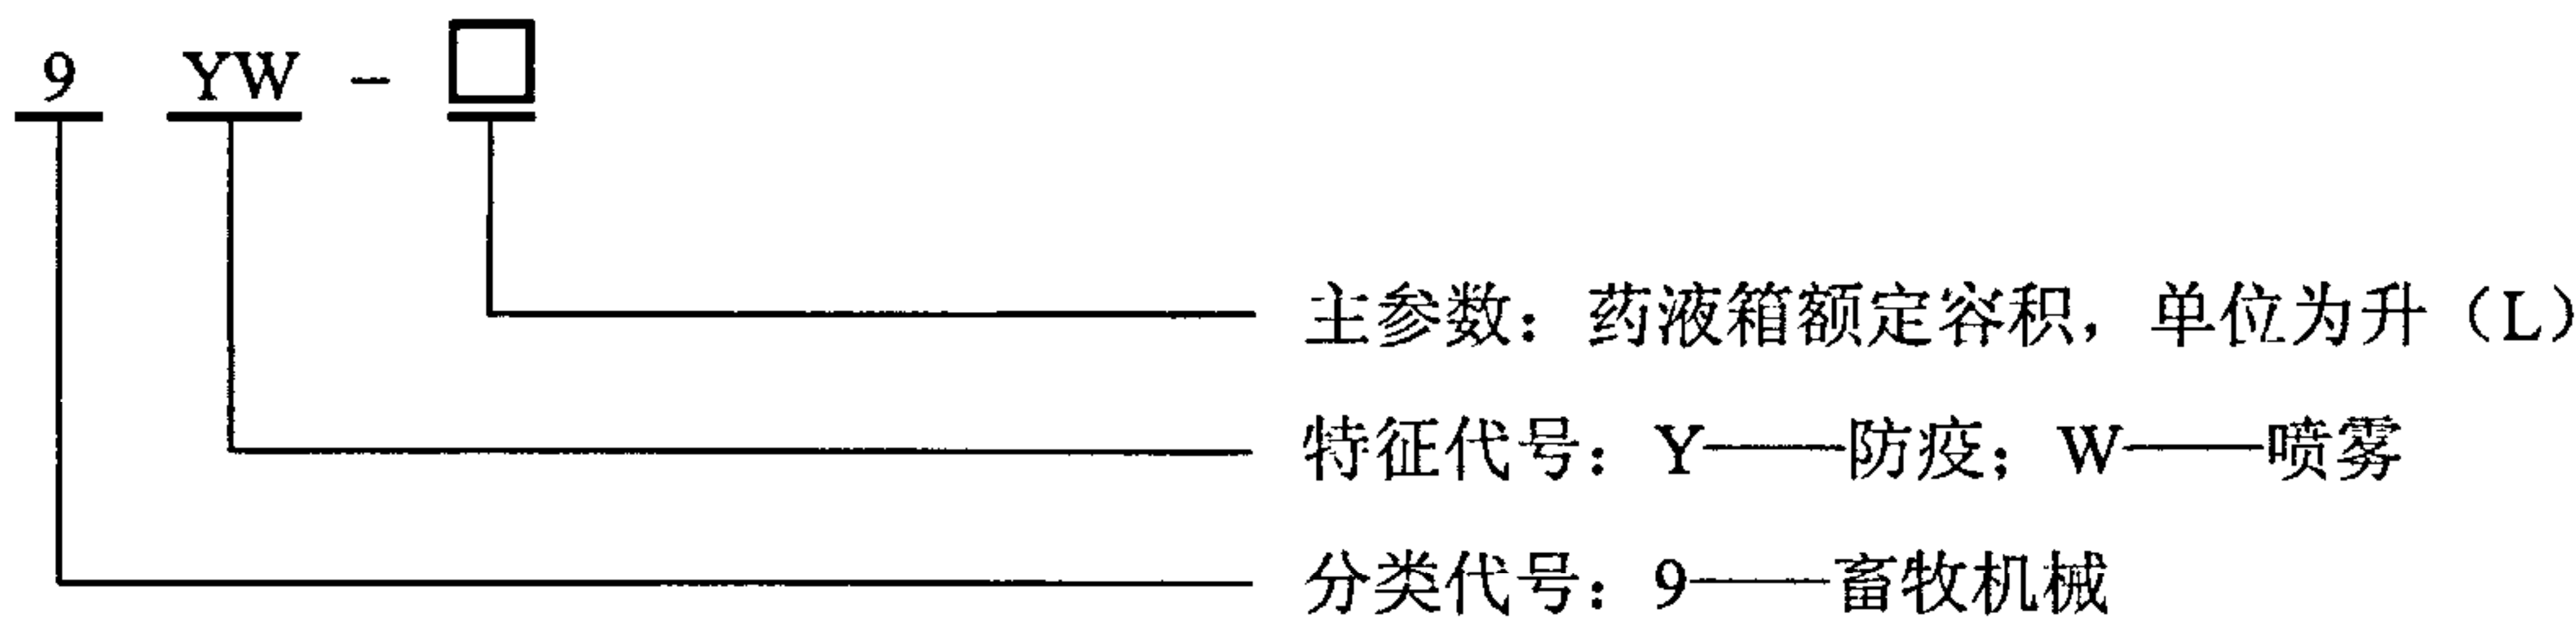 9 YW - □
主参数：药液箱额定容积，单位为升（L）
特征代号：Y——防疫；W——喷雾
分类代号：9——畜牧机械